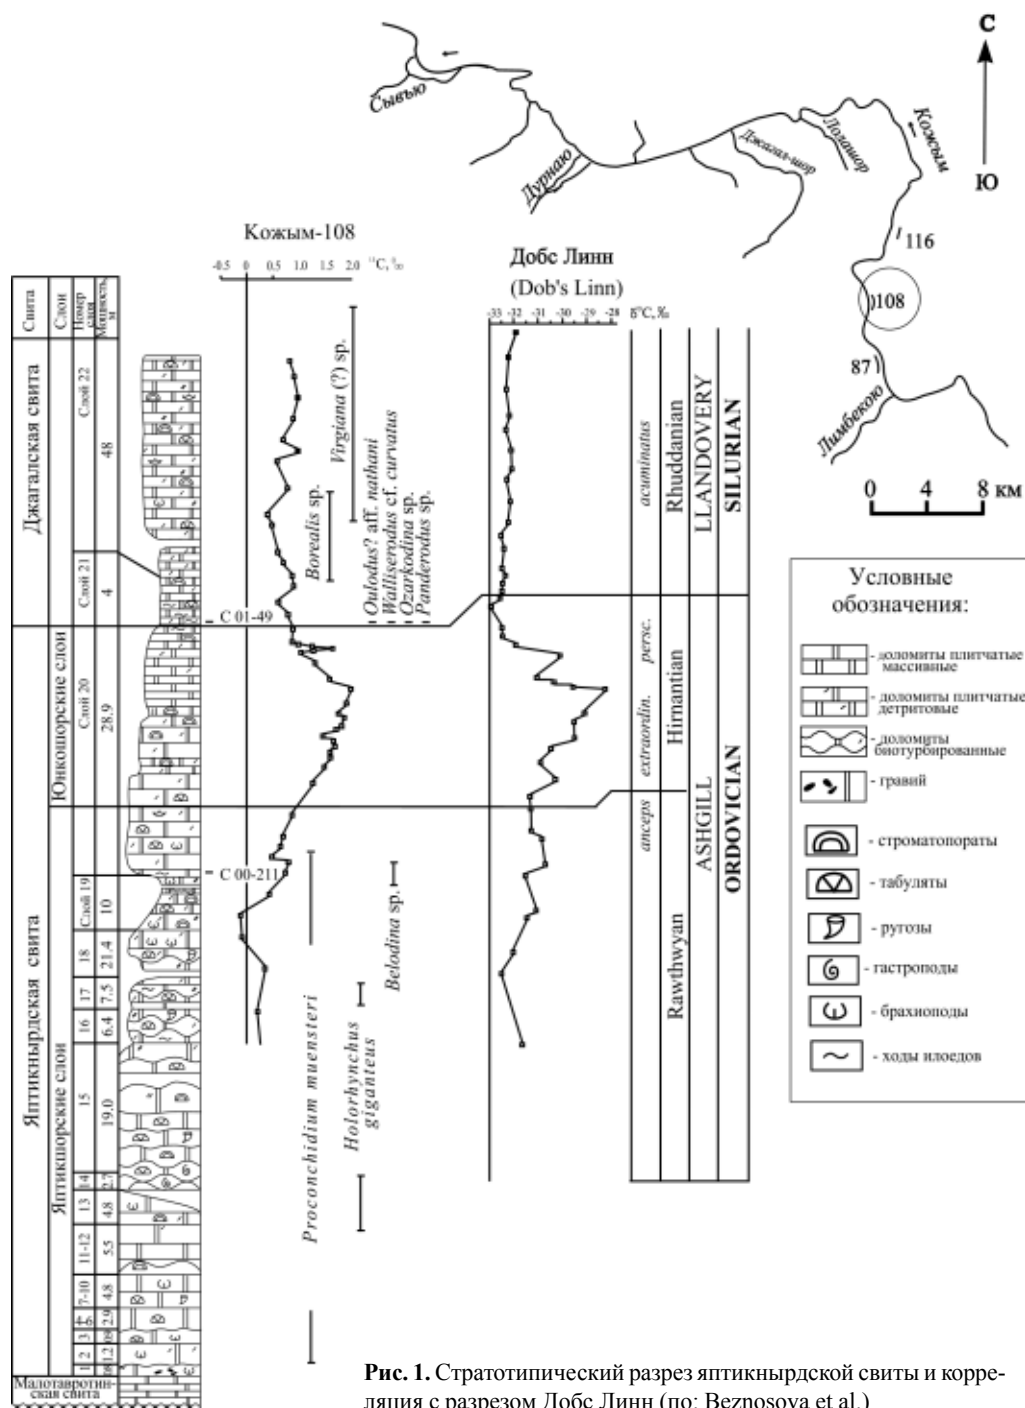 С
Ю
Сывъю
Дурнаю
Джагал-шор
Лолашор
Кожым
116
108
87
Лимбекою
0 4 8 км
Кожым-108
-0.5 0 0.5 1.0 1.5 2.0
Добс Линн
(Dob's Linn)
-33 -32 -31 -30 -29 -28 δ¹³C, ‰
Свита
Слои
Номер слоя
Мощность, м
Джагалская свита
Яптикнырдская свита
Юнкошорские слои
Яптикшорские слои
Слой 22
48
Слой 21
4
Слой 20
28.9
Слой 19
10
18
21.4
17
7.5
16
6.4
15
19.0
14
2.7
13
4.8
11-12
5.5
7-10
4.8
4-6
2.9
3
2
1.2
1
Малотавротин-
ская свита
C 01-49
C 00-211
Virgiana (?) sp.
Borealis sp.
Oulodus? aff. nathani
Walliserodus cf. curvatus
Ozarkodina sp.
Panderodus sp.
Belodina sp.
Proconchidium muensteri
Holorhynchus
giganteus
acuminatus
persc.
extraordin.
anceps
Rhuddanian
Hirnantian
Rawthwyan
LLANDOVERY
ASHGILL
SILURIAN
ORDOVICIAN
Условные
обозначения:
- доломиты плитчатые
массивные
- доломиты плитчатые
детритовые
- доломиты
биотурбированные
- гравий
- строматопораты
- табуляты
- ругозы
- гастроподы
- брахиоподы
- ходы илоедов
Рис. 1. Стратотипический разрез яптикнырдской свиты и корре-
ляция с разрезом Добс Линн (по: Beznosova et al.)